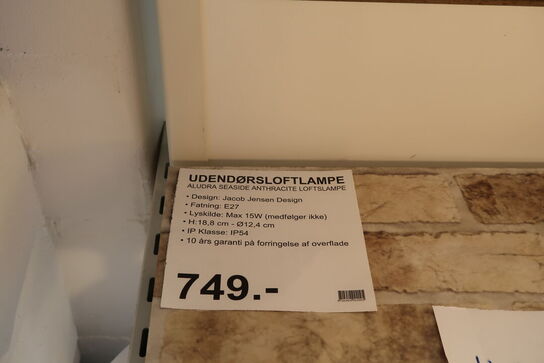 UDENDØRSLOFTLAMPE
ALUDRA SEASIDE ANTHRACITE LOFTSLAMPE
• Design: Jacob Jensen Design
• Fatning: E27
• Lyskilde: Max 15W (medfølger ikke)
• H:18,8 cm - Ø12,4 cm
• IP Klasse: IP54
• 10 års garanti på forringelse af overflade
749.-